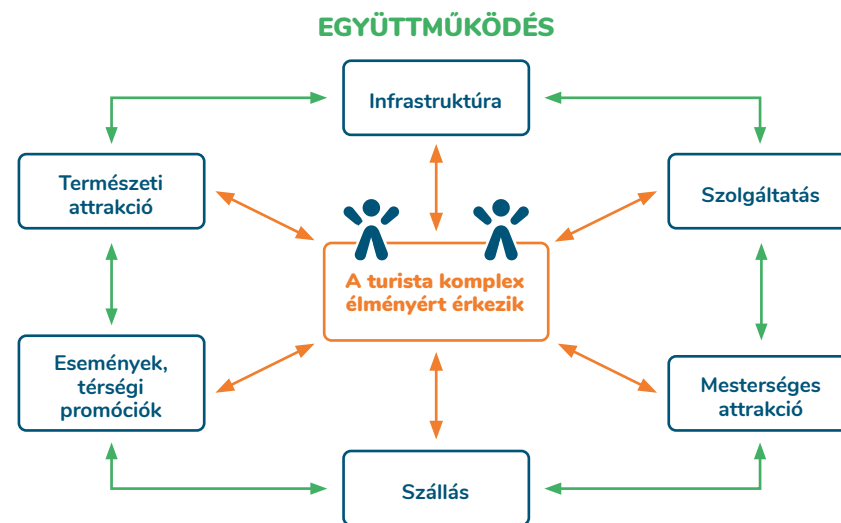 EGYÜTTMŰKÖDÉS
Infrastruktúra
Természeti
attrakció
Szolgáltatás
A turista komplex
élményért érkezik
Események,
térségi
promóciók
Mesterséges
attrakció
Szállás